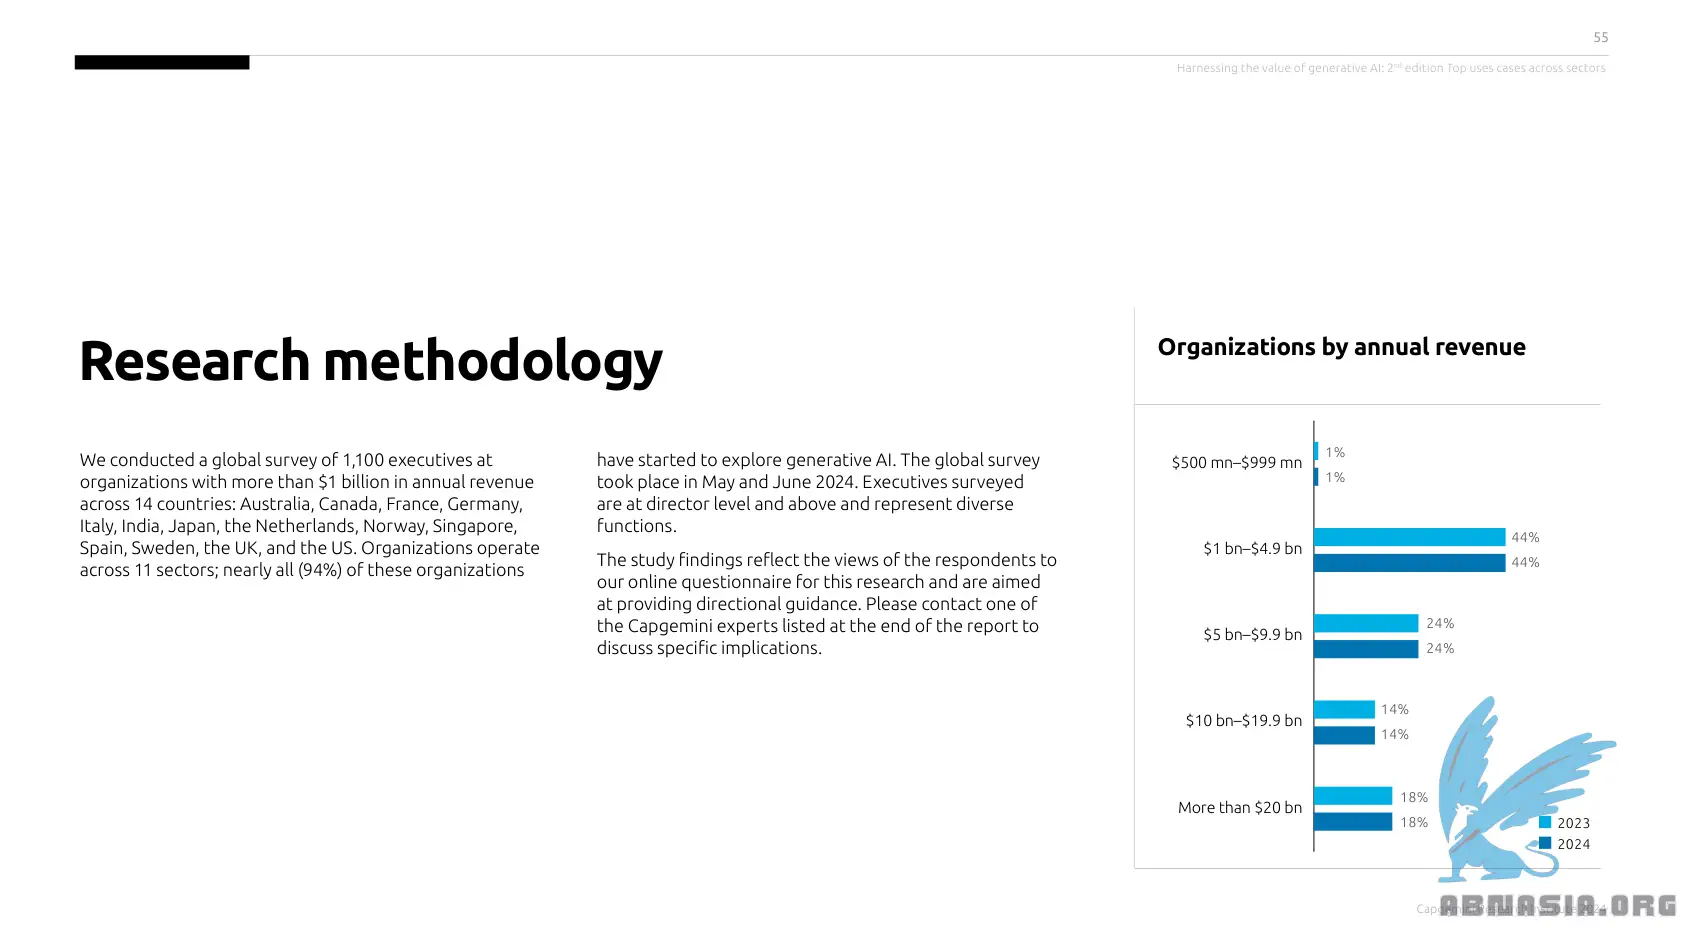 55
Harnessing the value of generative AI: 2nd edition Top uses cases across sectors
Research methodology
We conducted a global survey of 1,100 executives at
organizations with more than $1 billion in annual revenue
across 14 countries: Australia, Canada, France, Germany,
Italy, India, Japan, the Netherlands, Norway, Singapore,
Spain, Sweden, the UK, and the US. Organizations operate
across 11 sectors; nearly all (94%) of these organizations
have started to explore generative AI. The global survey
took place in May and June 2024. Executives surveyed
are at director level and above and represent diverse
functions.
The study findings reflect the views of the respondents to
our online questionnaire for this research and are aimed
at providing directional guidance. Please contact one of
the Capgemini experts listed at the end of the report to
discuss specific implications.
Organizations by annual revenue
$500 mn–$999 mn
1%
1%
$1 bn–$4.9 bn
44%
44%
$5 bn–$9.9 bn
24%
24%
$10 bn–$19.9 bn
14%
14%
More than $20 bn
18%
18%
2023
2024
Capgemini Research Institute 2024
ABNASIA.ORG